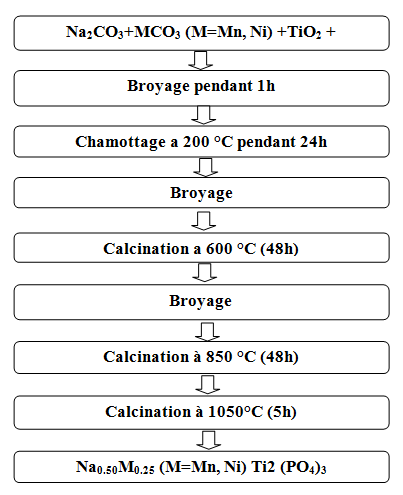 Na₂CO₃+MCO₃ (M=Mn, Ni) +TiO₂ +
Broyage pendant 1h
Chamottage a 200 °C pendant 24h
Broyage
Calcination a 600 °C (48h)
Broyage
Calcination à 850 °C (48h)
Calcination à 1050°C (5h)
Na₀.₅₀M₀.₂₅ (M=Mn, Ni) Ti2 (PO₄)₃